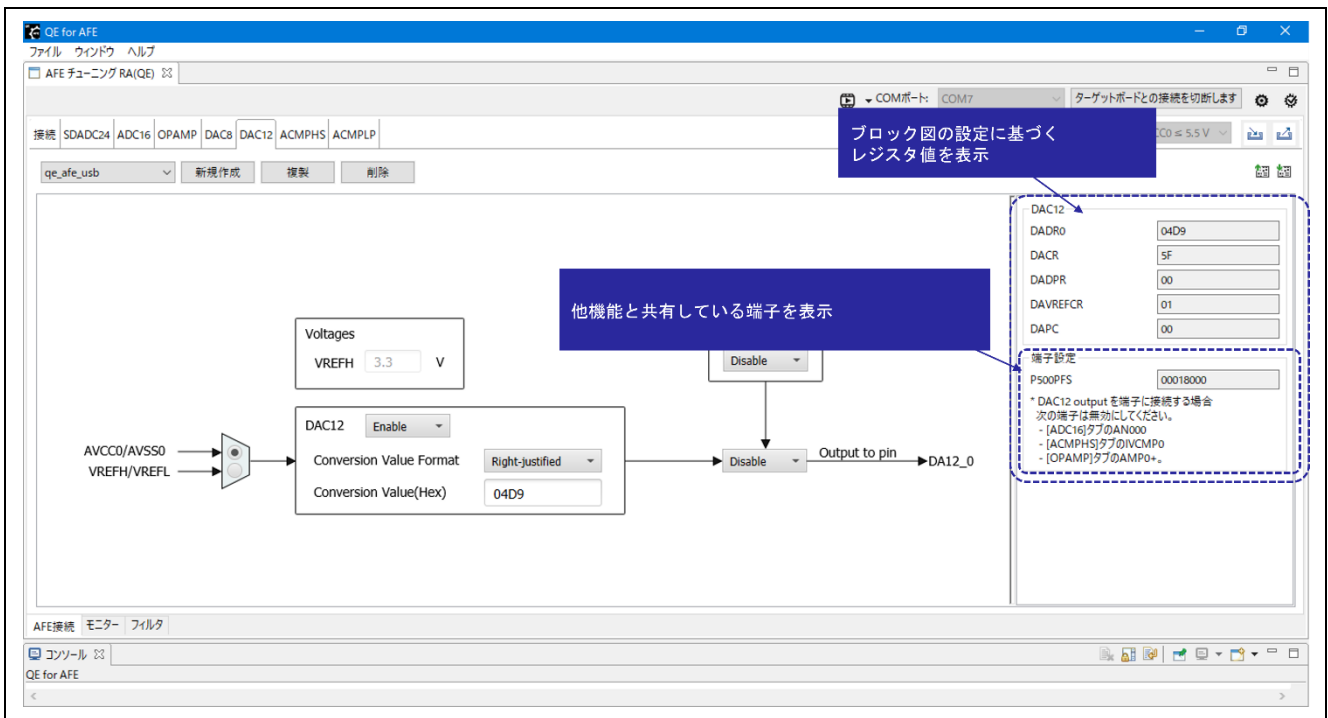 QE for AFE
ファイル ウィンドウ ヘルプ
AFE チューニング RA(QE)
COMポート: COM7 ターゲットボードとの接続を切断します
接続 SDADC24 ADC16 OPAMP DAC8 DAC12 ACMPHS ACMPLP
CC0 ≤ 5.5 V
ブロック図の設定に基づく
レジスタ値を表示
qe_afe_usb 新規作成 複製 削除
DAC12
DADR0 04D9
DACR 5F
DADPR 00
DAVREFCR 01
DAPC 00
他機能と共有している端子を表示
Voltages
VREFH 3.3 V
Disable
端子設定
P500PFS 00018000
* DAC12 output を端子に接続する場合
次の端子は無効にしてください。
- [ADC16]タブのAN000
- [ACMPHS]タブのIVCMP0
- [OPAMP]タブのAMP0+。
DAC12 Enable
AVCC0/AVSS0
VREFH/VREFL
Conversion Value Format Right-justified
Conversion Value(Hex) 04D9
Disable
Output to pin
DA12_0
AFE接続 モニター フィルタ
コンソール
QE for AFE